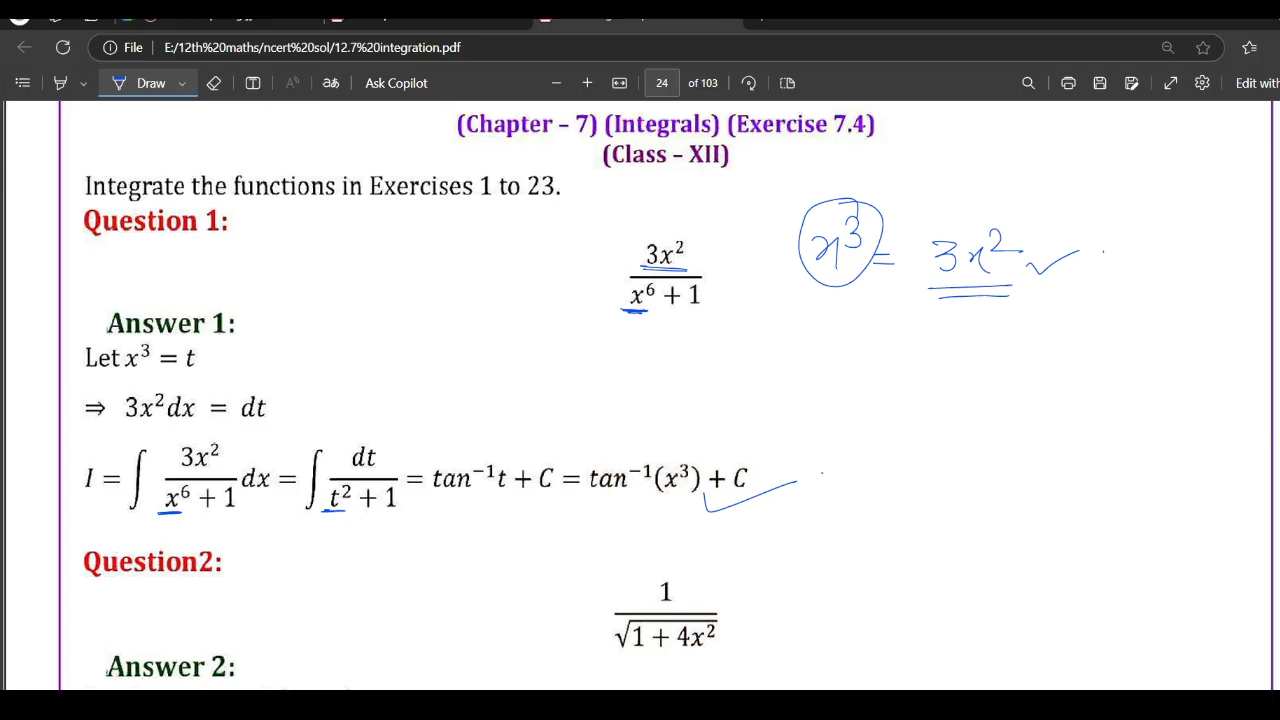 File E:/12th%20maths/ncert%20sol/12.7%20integration.pdf
Draw Ask Copilot 24 of 103 Edit with
(Chapter – 7) (Integrals) (Exercise 7.4)
(Class – XII)
Integrate the functions in Exercises 1 to 23.
Question 1:
3x²
x⁶ + 1
x³ = 3x²
Answer 1:
Let x³ = t
⇒ 3x²dx = dt
I = ∫ 3x²/(x⁶ + 1) dx = ∫ dt/(t² + 1) = tan⁻¹t + C = tan⁻¹(x³) + C
Question2:
1
√1 + 4x²
Answer 2: